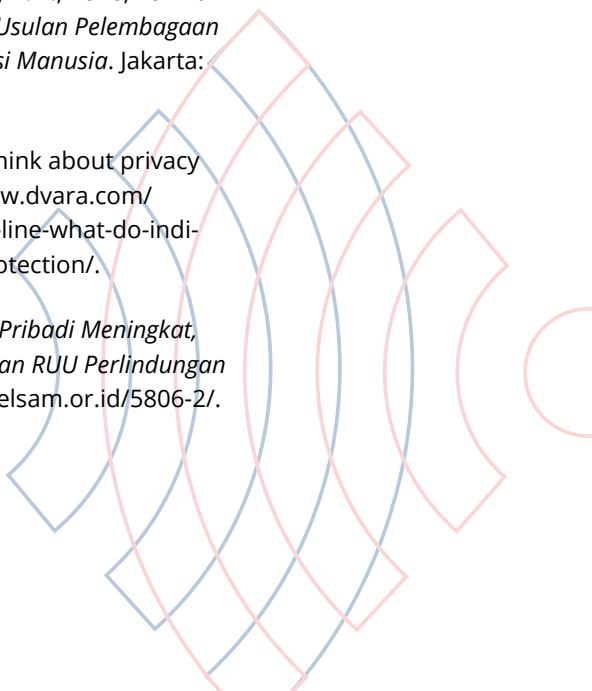 Usulan Pelembagaan
si Manusia. Jakarta:
hink about privacy
w.dvara.com/
-line-what-do-indi-
otection/.
Pribadi Meningkat,
an RUU Perlindungan
elsam.or.id/5806-2/.